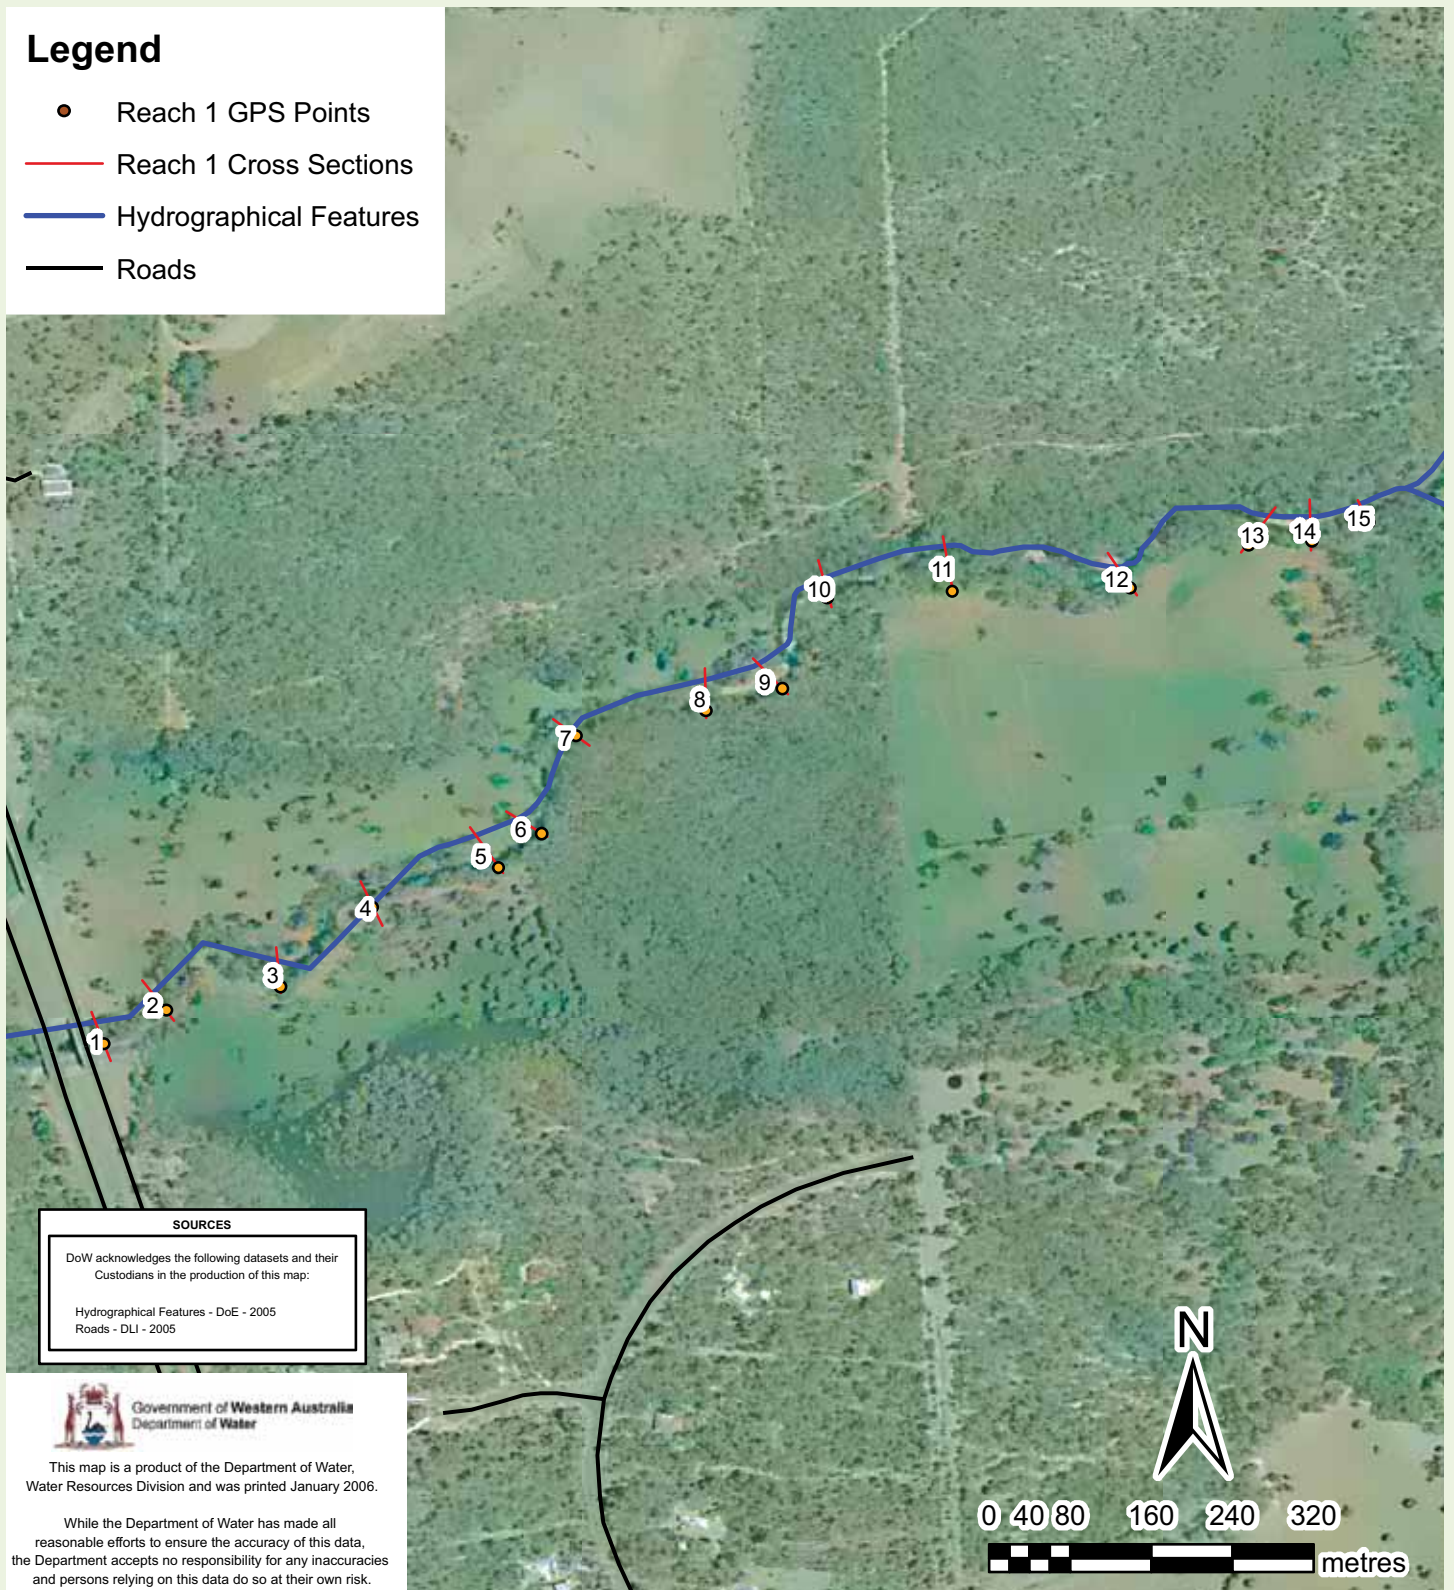 Legend
Reach 1 GPS Points
Reach 1 Cross Sections
Hydrographical Features
Roads
15
14
13
12
11
10
9
8
7
6
5
4
3
2
1
SOURCES
DoW acknowledges the following datasets and their
Custodians in the production of this map:
Hydrographical Features - DoE - 2005
Roads - DLI - 2005
Government of Western Australia
Department of Water
This map is a product of the Department of Water,
Water Resources Division and was printed January 2006.
While the Department of Water has made all
reasonable efforts to ensure the accuracy of this data,
the Department accepts no responsibility for any inaccuracies
and persons relying on this data do so at their own risk.
N
0 40 80 160 240 320
metres